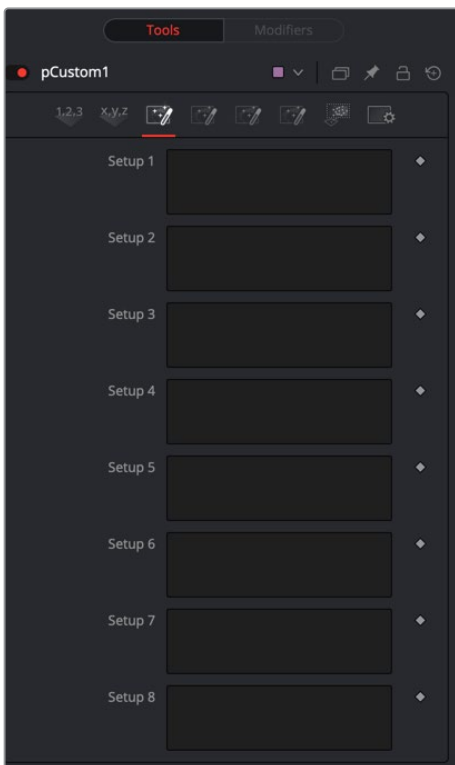 Tools Modifiers
pCustom1
1,2,3 x,y,z
Setup 1
Setup 2
Setup 3
Setup 4
Setup 5
Setup 6
Setup 7
Setup 8